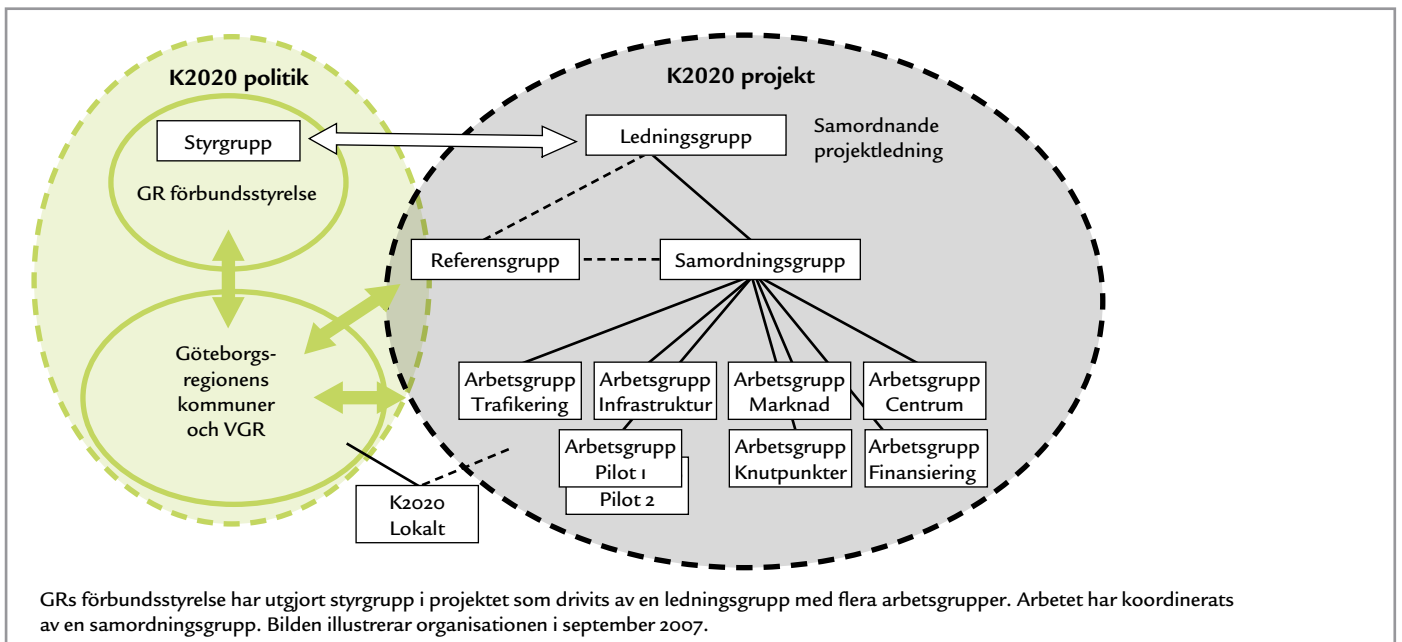 K2020 politik
K2020 projekt
Styrgrupp
Ledningsgrupp
Samordnande
projektledning
GR förbundsstyrelse
Referensgrupp
Samordningsgrupp
Göteborgs-
regionens
kommuner
och VGR
Arbetsgrupp
Trafikering
Arbetsgrupp
Infrastruktur
Arbetsgrupp
Marknad
Arbetsgrupp
Centrum
Arbetsgrupp
Pilot 1
Pilot 2
Arbetsgrupp
Knutpunkter
Arbetsgrupp
Finansiering
K2020
Lokalt
GRs förbundsstyrelse har utgjort styrgrupp i projektet som drivits av en ledningsgrupp med flera arbetsgrupper. Arbetet har koordinerats
av en samordningsgrupp. Bilden illustrerar organisationen i september 2007.